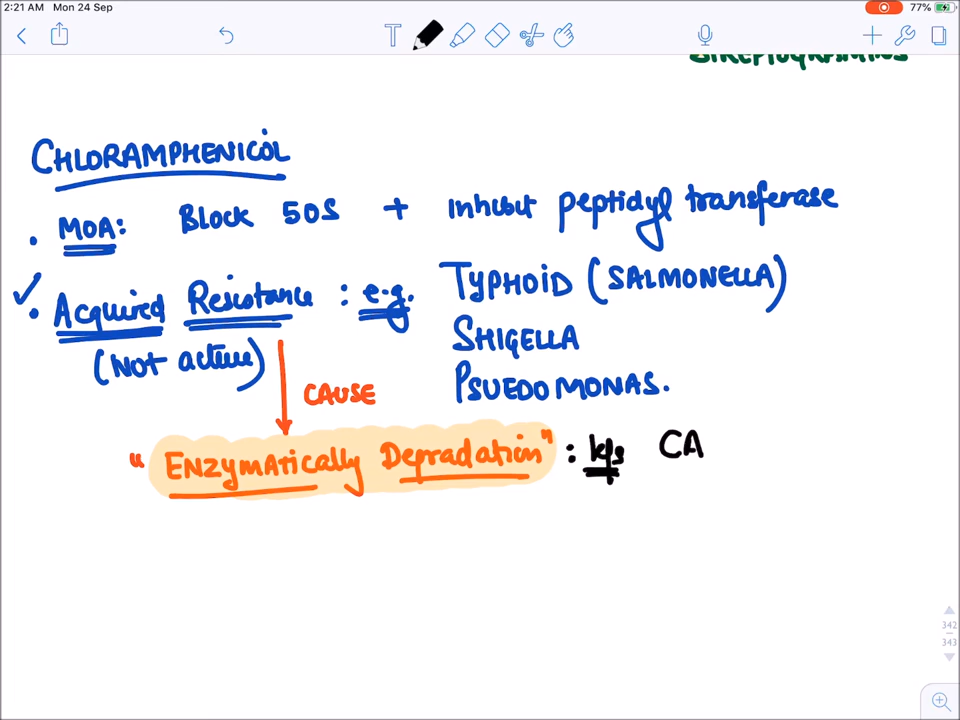 2:21 AM Mon 24 Sep 77%
T
CHLORAMPHENICOL
• MOA: Block 50S + inhibit peptidyl transferase
• Acquired Resistance : e.g. TYPHOID (SALMONELLA)
(Not active) SHIGELLA
PSUEDOMONAS.
CAUSE
"ENZYMAtically Degradation" : k/s CA
342
343